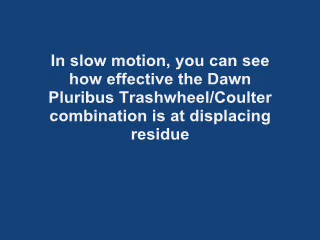 In slow motion, you can see
how effective the Dawn
Pluribus Trashwheel/Coulter
combination is at displacing
residue